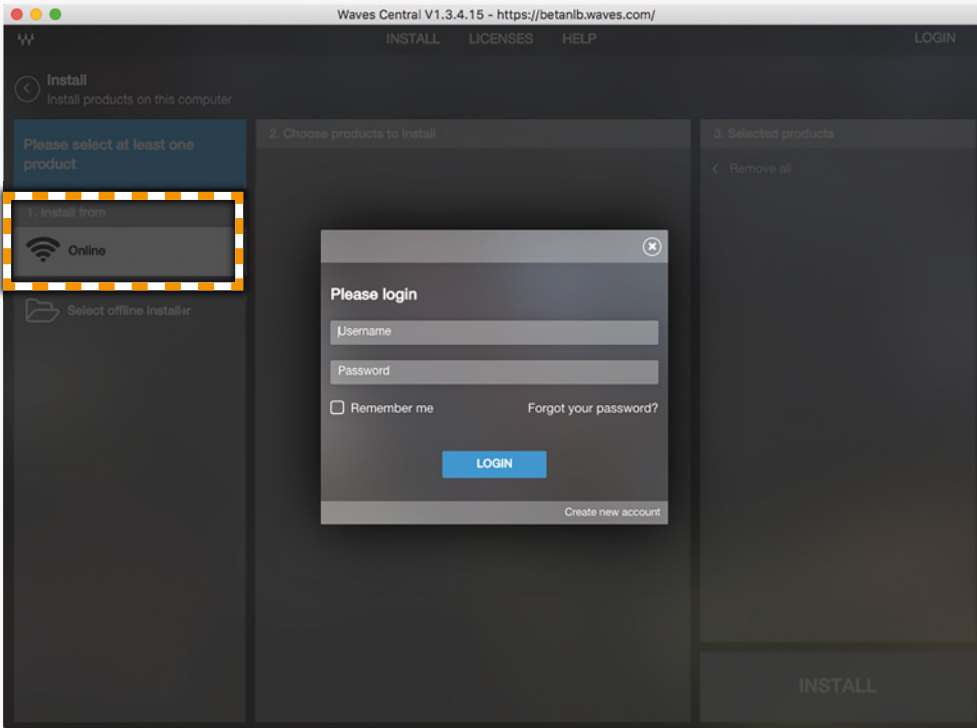 Waves Central V1.3.4.15 - https://betanlb.waves.com/
INSTALL LICENSES HELP LOGIN
Install
Install products on this computer
Please select at least one
product
2. Choose products to install
3. Selected products
Remove all
1. Install from
Online
Select offline installer
Please login
Username
Password
Remember me
Forgot your password?
LOGIN
Create new account
INSTALL